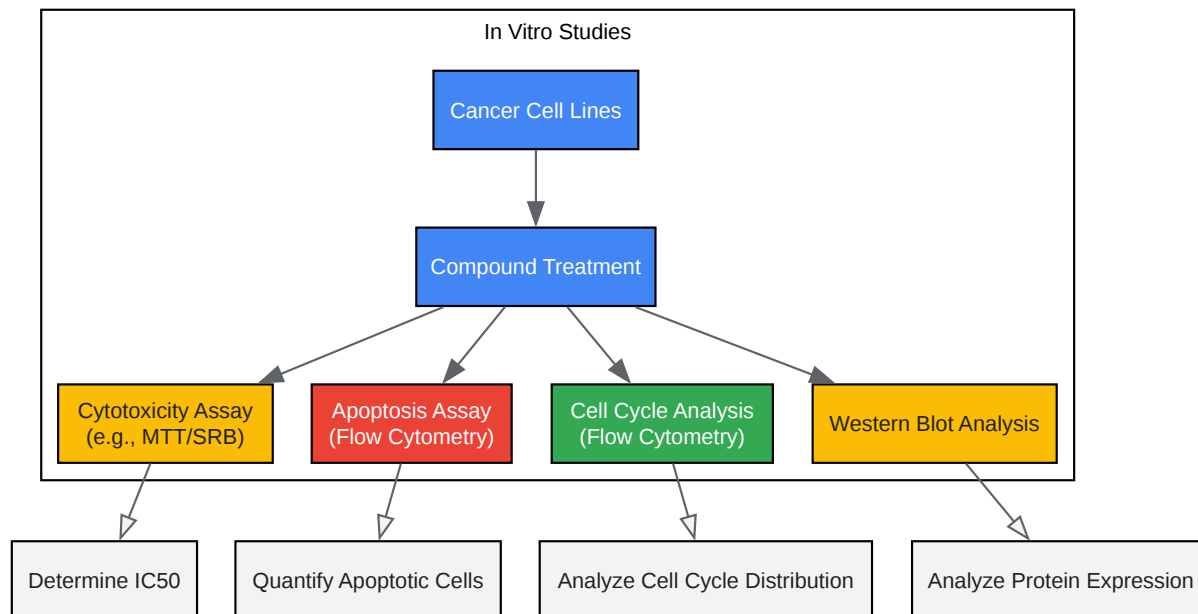 In Vitro Studies
Cancer Cell Lines
Compound Treatment
Cytotoxicity Assay
(e.g., MTT/SRB)
Apoptosis Assay
(Flow Cytometry)
Cell Cycle Analysis
(Flow Cytometry)
Western Blot Analysis
Determine IC50
Quantify Apoptotic Cells
Analyze Cell Cycle Distribution
Analyze Protein Expression